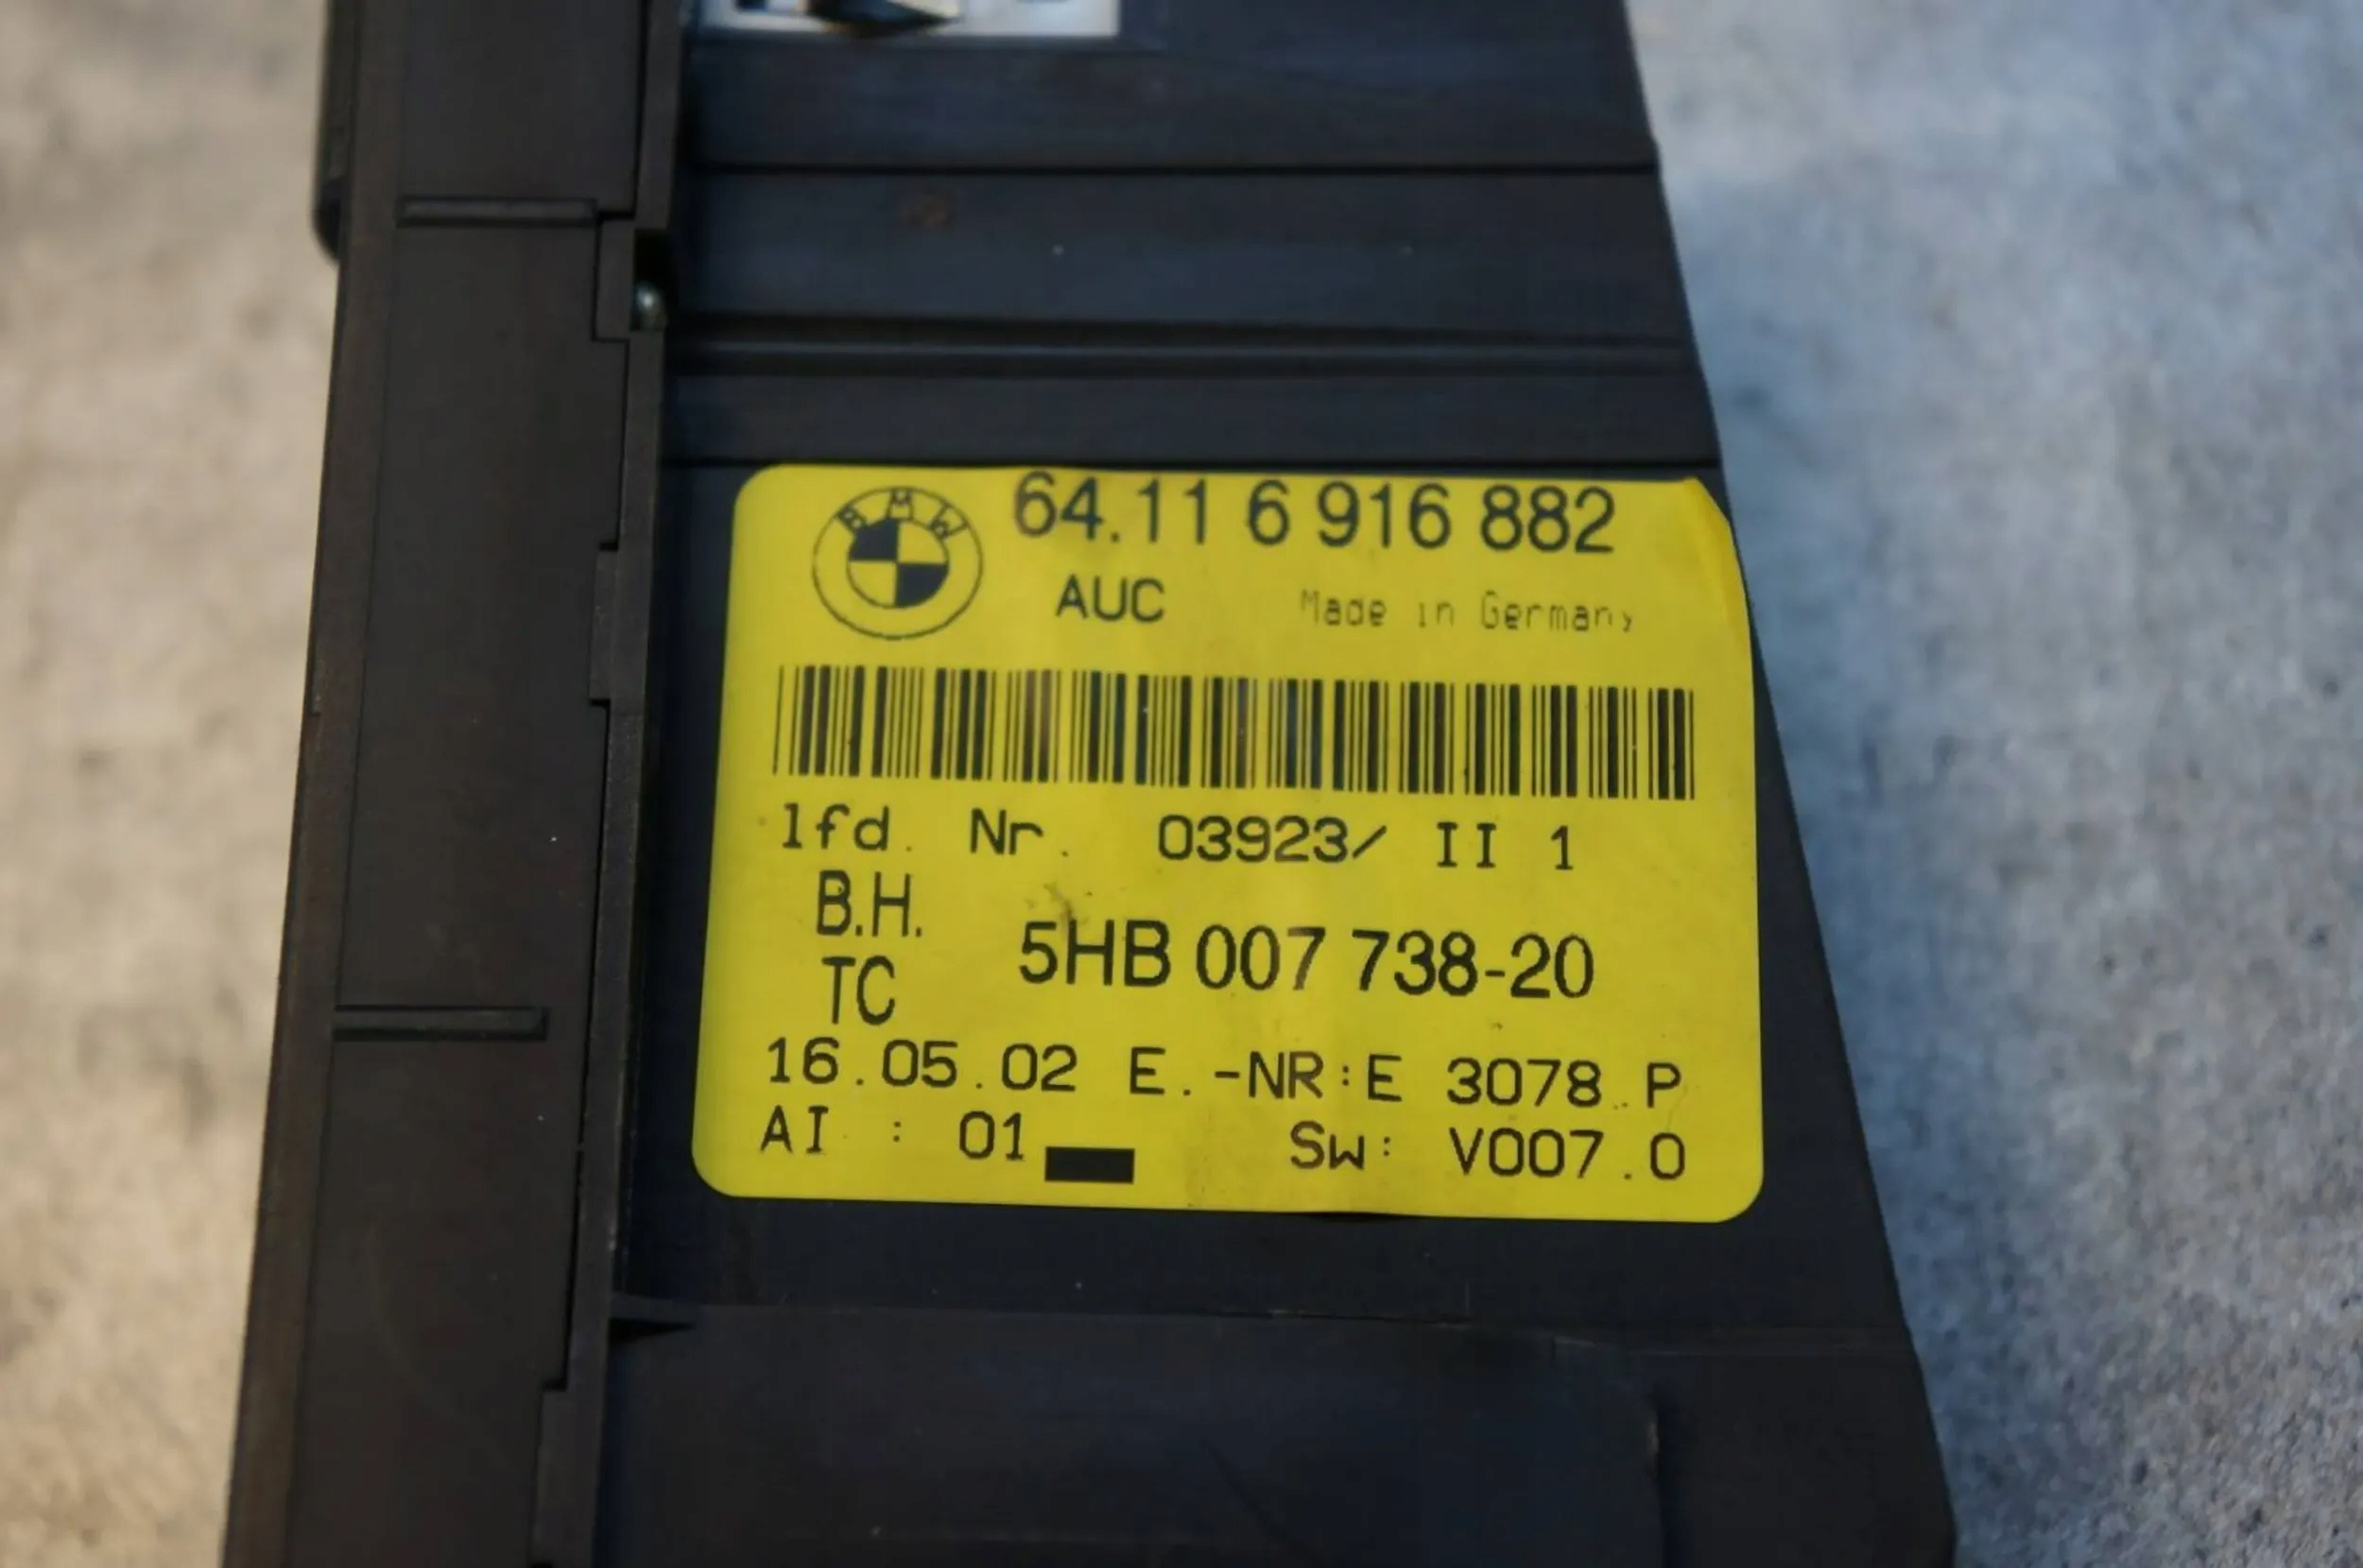 BMW 64.11 6 916 882
AUC Made in Germany
lfd. Nr. 03923/ II 1
B.H.
5HB 007 738-20
TC
16.05.02 E.-NR:E 3078.P
AI : 01 Sw: V007.0